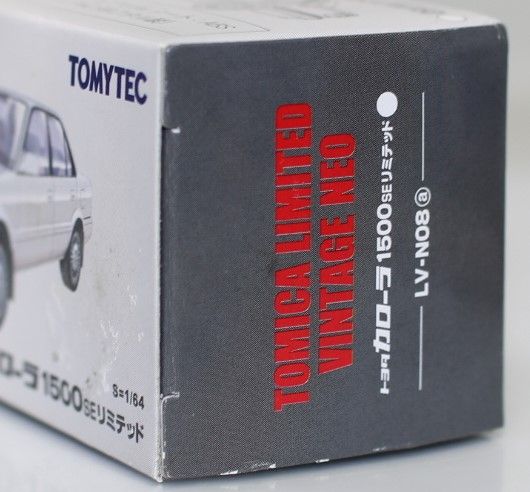 TOMYTEC
ローラ1500SEリミテッド
S=1/64
TOMICA LIMITED
VINTAGE NEO
トヨタ カローラ1500SEリミテッド
LV-N08ⓐ